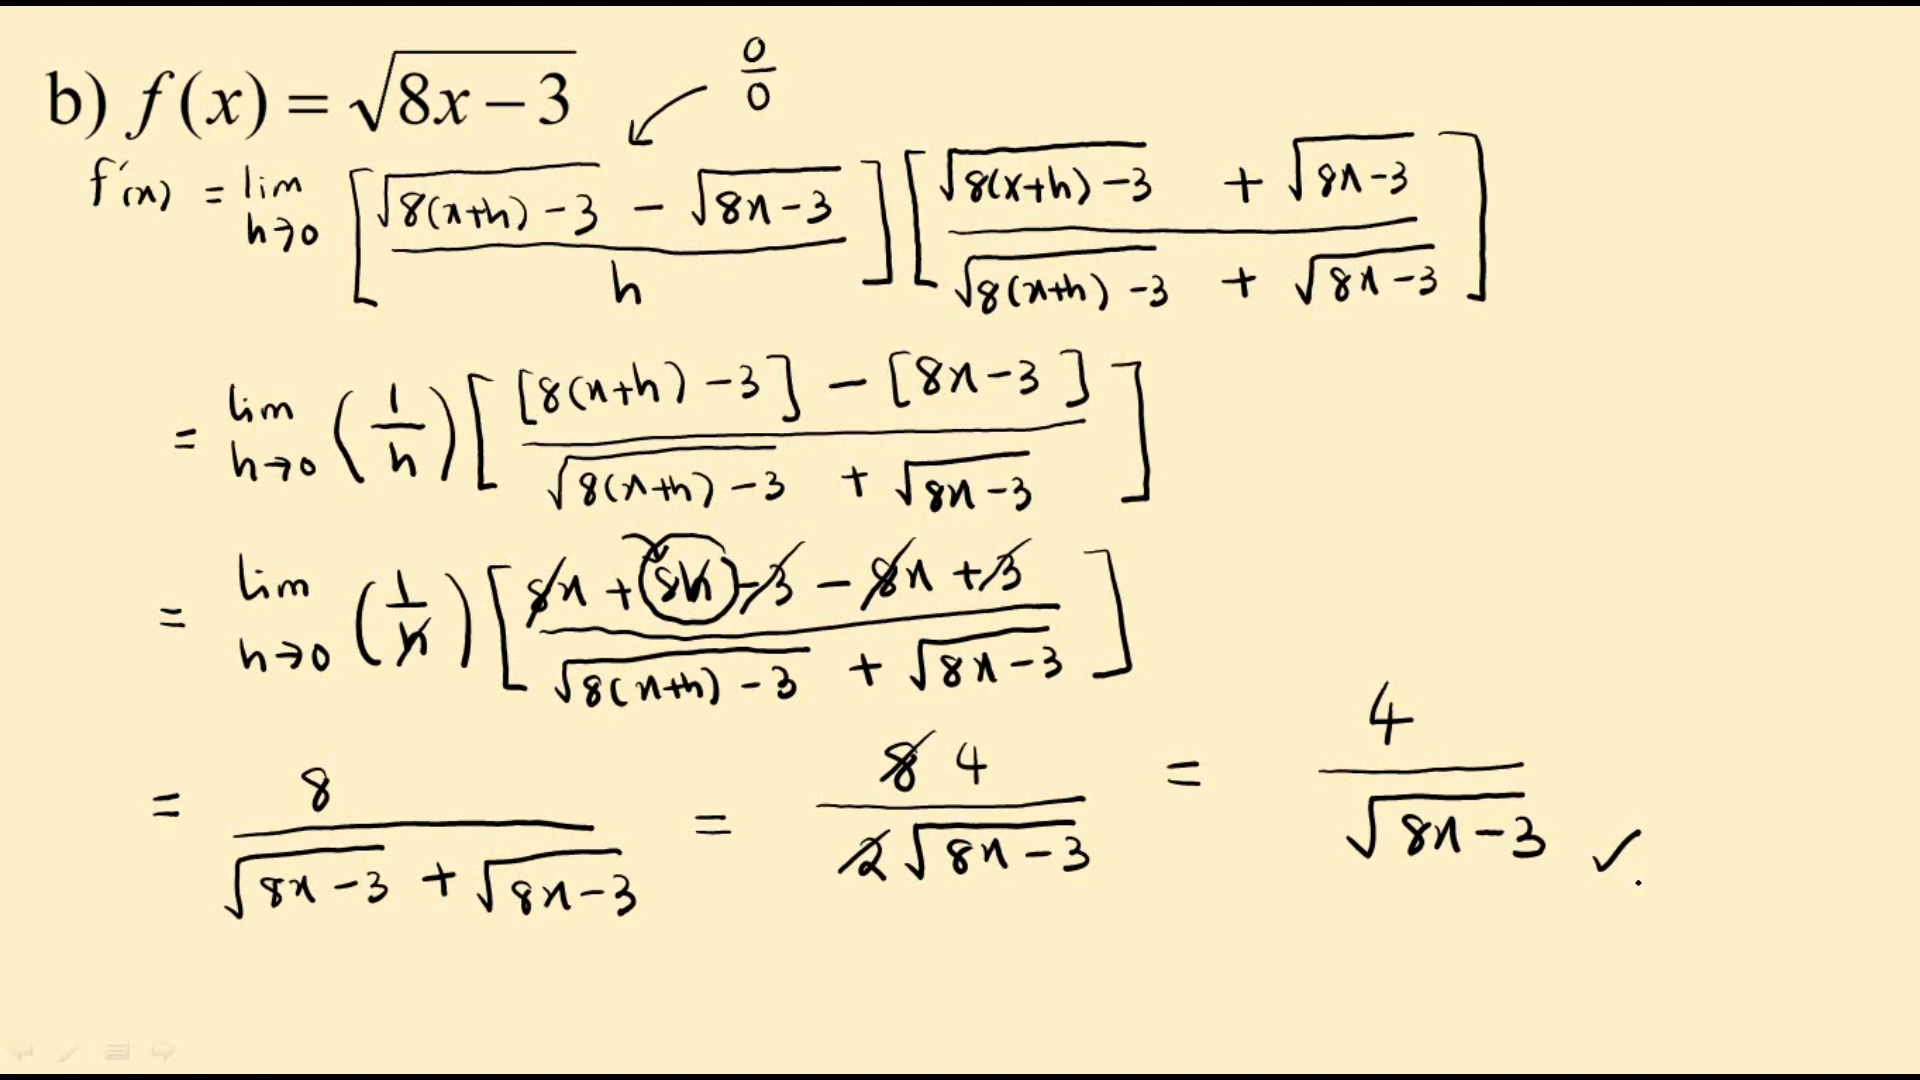 b) f(x) = √(8x − 3)
0/0
f'(x) = lim h→0 [ (√(8(x+h) − 3) − √(8x − 3)) / h ] [ (√(8(x+h) − 3) + √(8x − 3)) / (√(8(x+h) − 3) + √(8x − 3)) ]
= lim h→0 (1/h) [ ([8(x+h) − 3] − [8x − 3]) / (√(8(x+h) − 3) + √(8x − 3)) ]
= lim h→0 (1/h) [ (8x + 8h − 3 − 8x + 3) / (√(8(x+h) − 3) + √(8x − 3)) ]
= 8 / (√(8x − 3) + √(8x − 3)) = 8 4 / (2√(8x − 3)) = 4 / √(8x − 3) ✓